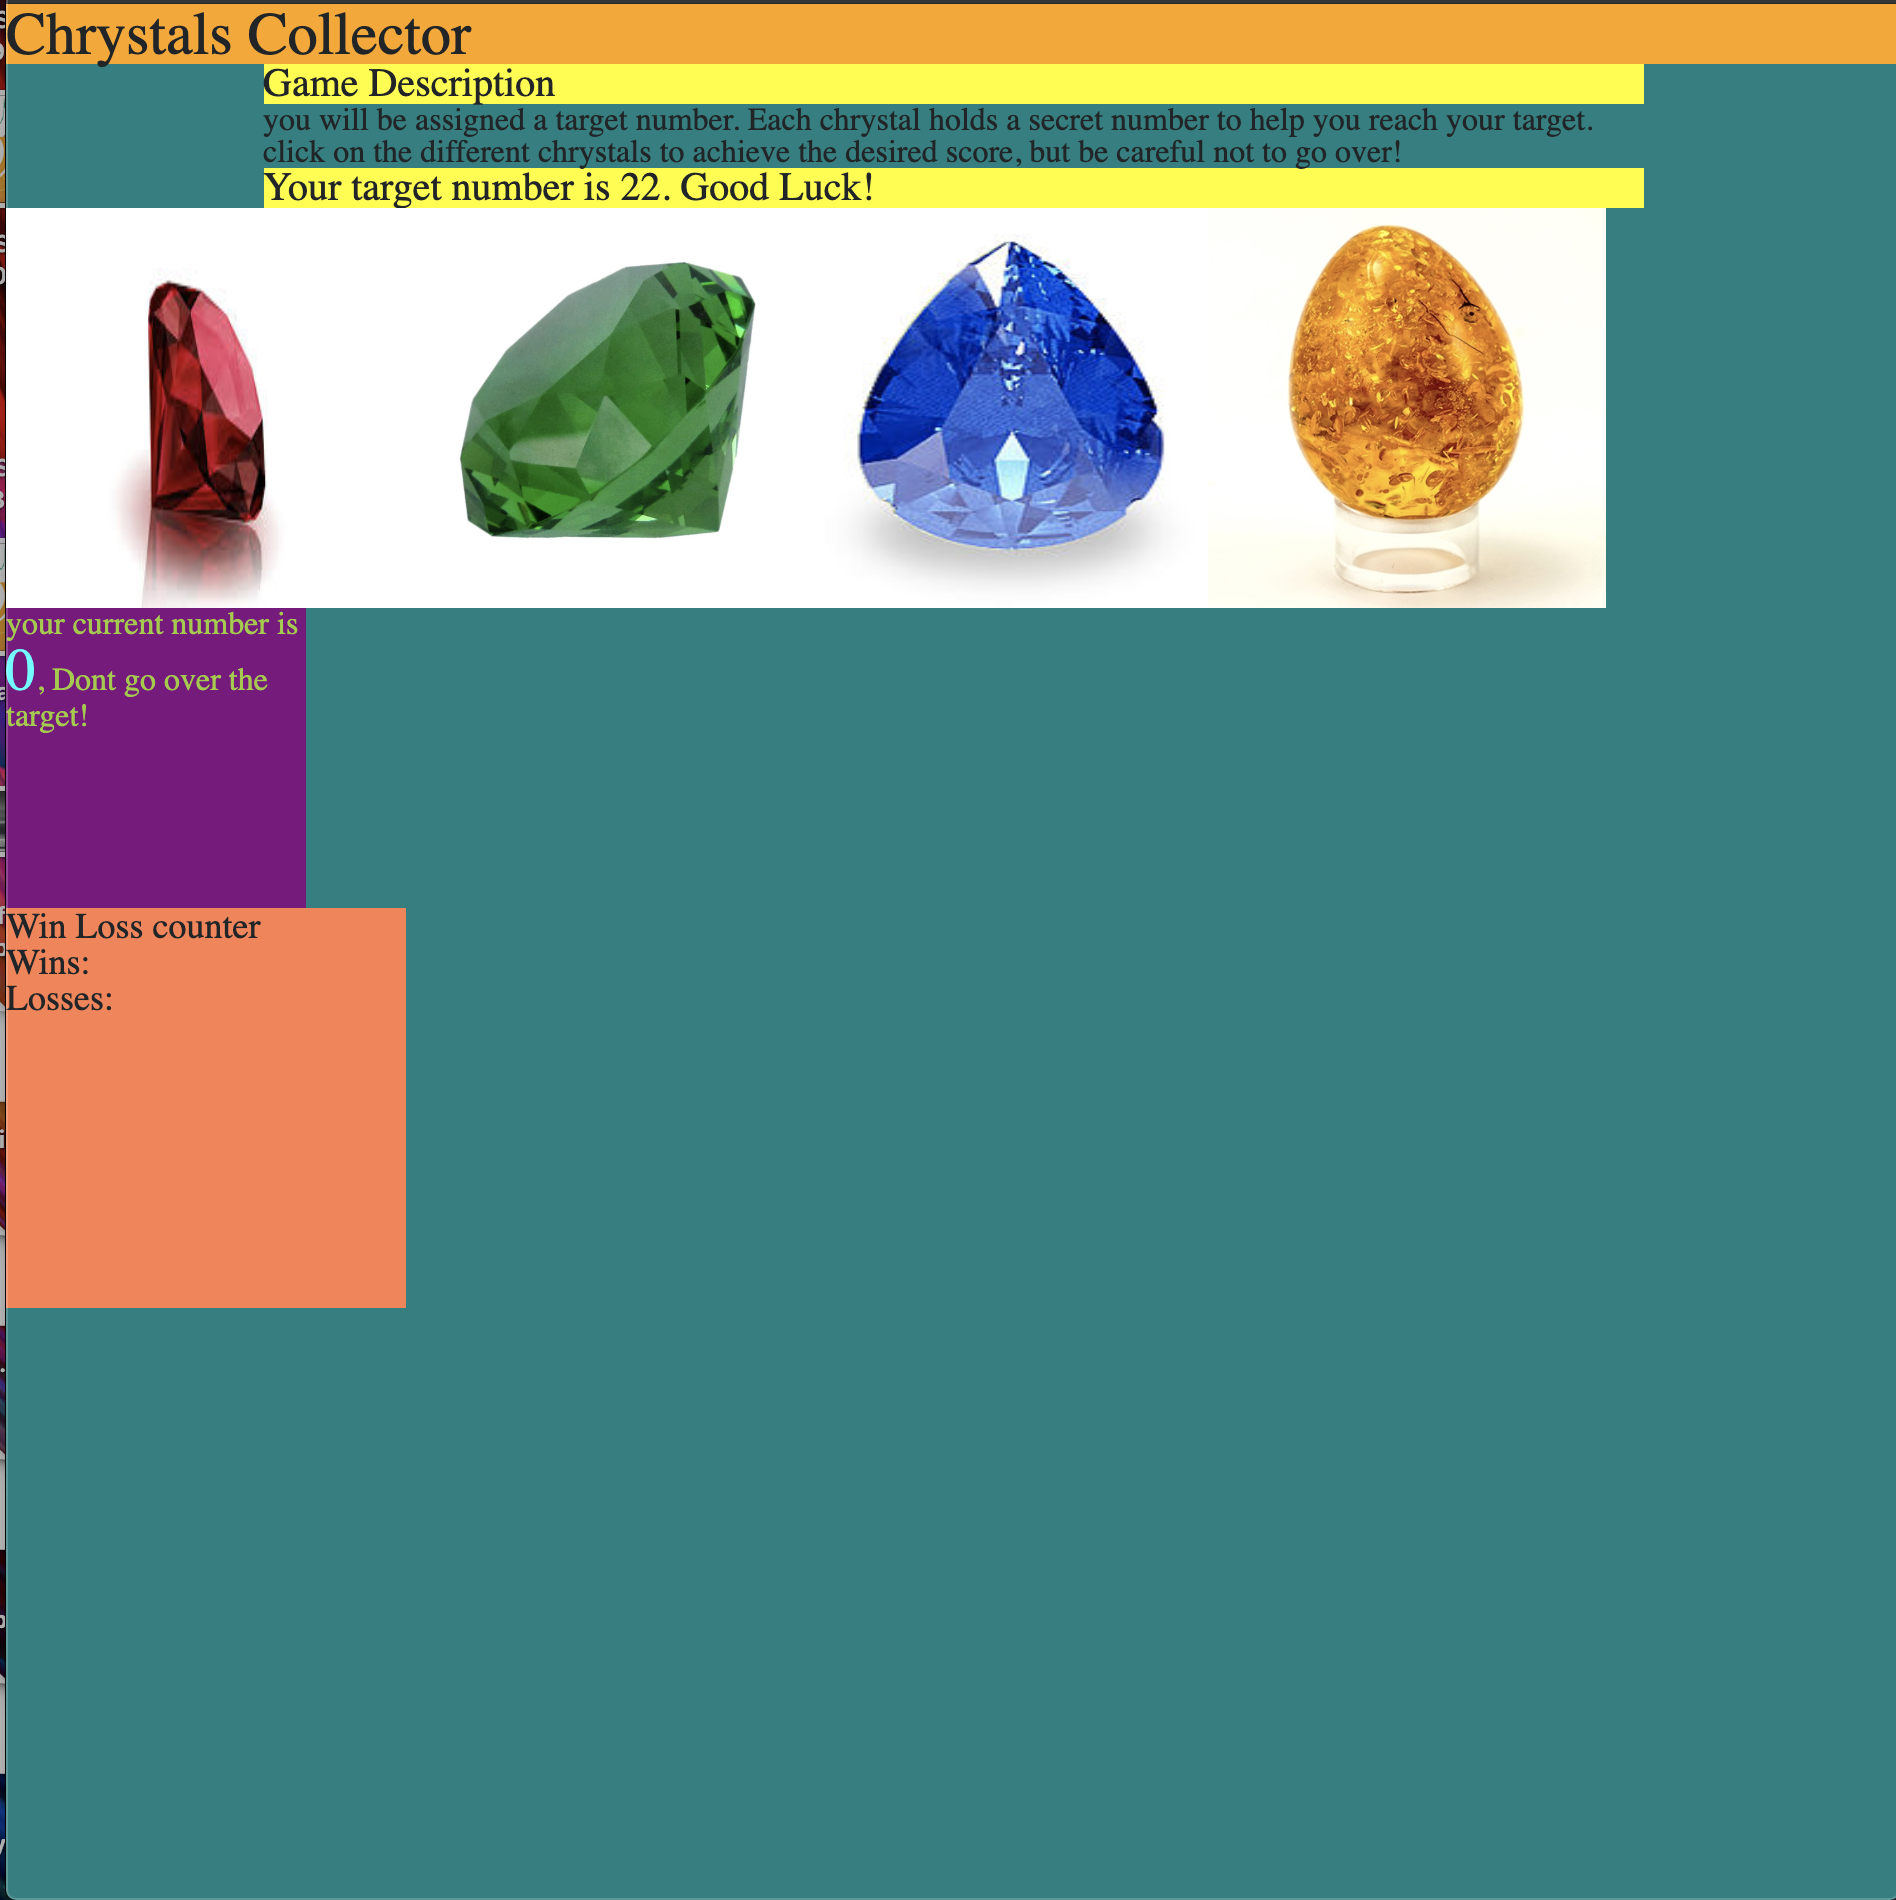 Chrystals Collector
Game Description
you will be assigned a target number. Each chrystal holds a secret number to help you reach your target.
click on the different chrystals to achieve the desired score, but be careful not to go over!
Your target number is 22. Good Luck!
your current number is
0, Dont go over the
target!
Win Loss counter
Wins:
Losses: